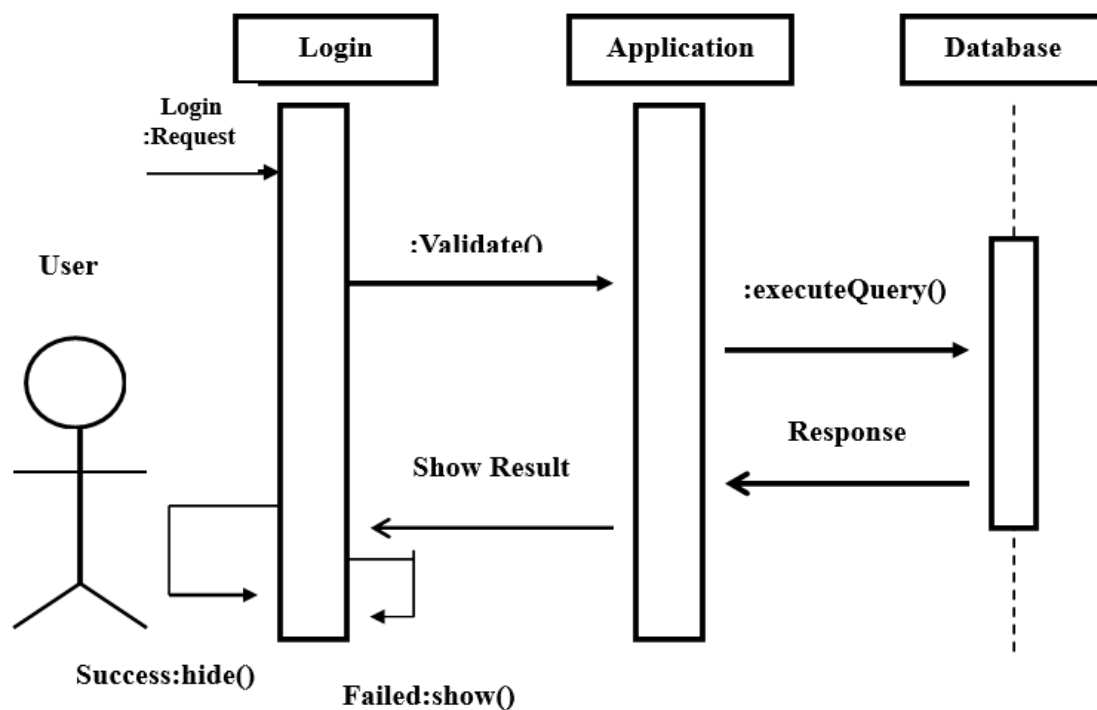 Login
Application
Database
Login
:Request
:Validate()
User
:executeQuery()
Response
Show Result
Success:hide()
Failed:show()